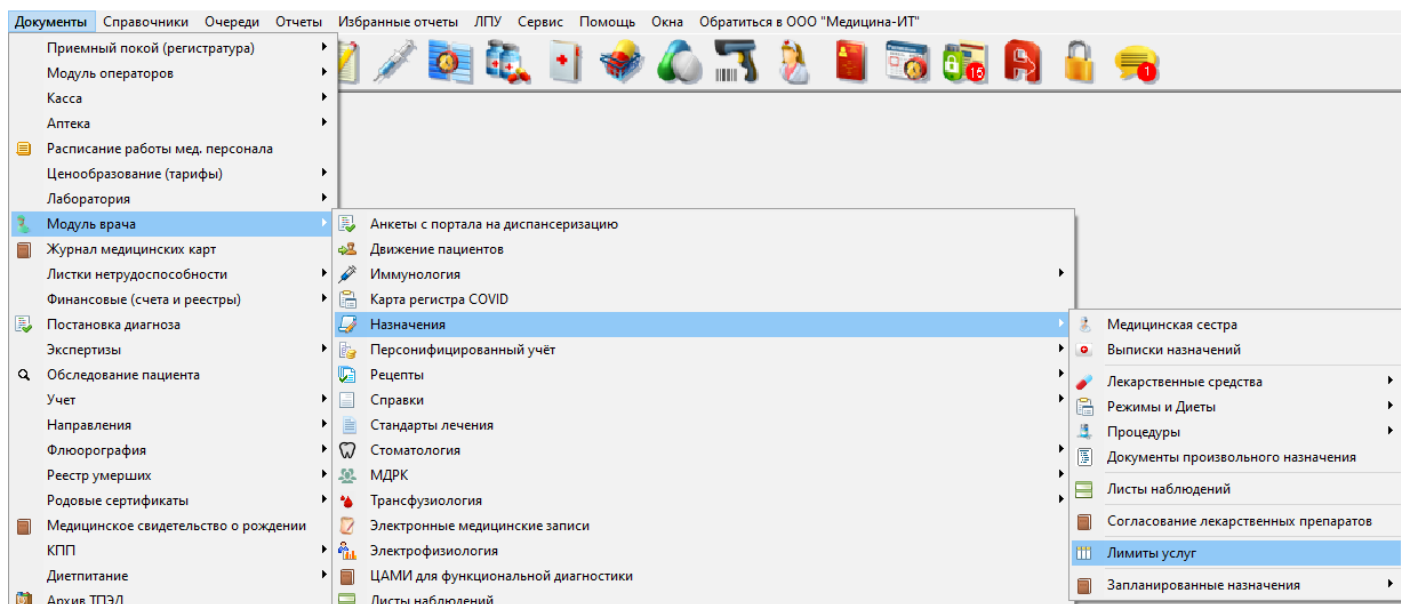 Документы Справочники Очереди Отчеты Избранные отчеты ЛПУ Сервис Помощь Окна Обратиться в ООО "Медицина-ИТ"
16
1
Приемный покой (регистратура)
Модуль операторов
Касса
Аптека
Расписание работы мед. персонала
Ценообразование (тарифы)
Лаборатория
Модуль врача
Журнал медицинских карт
Листки нетрудоспособности
Финансовые (счета и реестры)
Постановка диагноза
Экспертизы
Обследование пациента
Учет
Направления
Флюорография
Реестр умерших
Родовые сертификаты
Медицинское свидетельство о рождении
КПП
Диетпитание
Архив ТПЭЛ
Анкеты с портала на диспансеризацию
Движение пациентов
Иммунология
Карта регистра COVID
Назначения
Персонифицированный учёт
Рецепты
Справки
Стандарты лечения
Стоматология
МДРК
Трансфузиология
Электронные медицинские записи
Электрофизиология
ЦАМИ для функциональной диагностики
Листы наблюдений
Медицинская сестра
Выписки назначений
Лекарственные средства
Режимы и Диеты
Процедуры
Документы произвольного назначения
Листы наблюдений
Согласование лекарственных препаратов
Лимиты услуг
Запланированные назначения